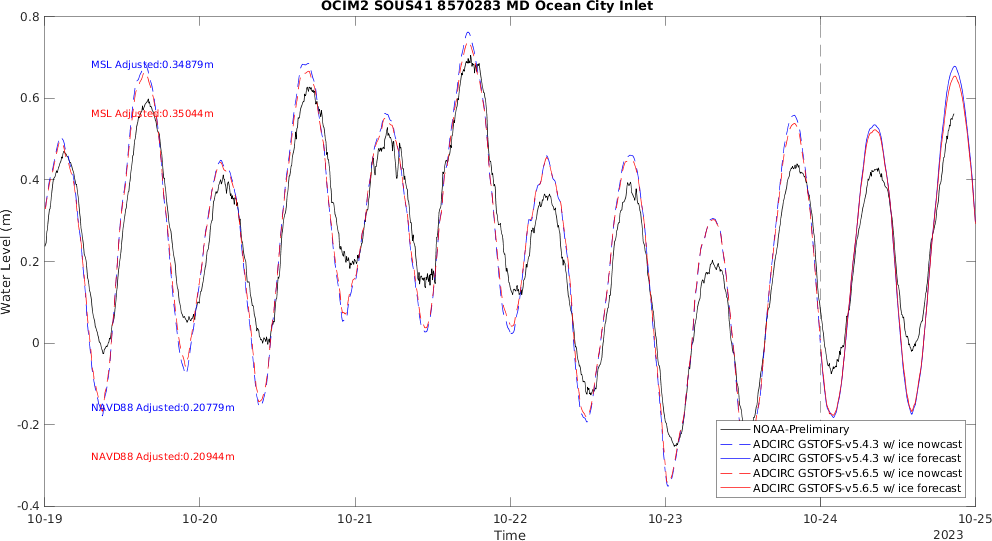 OCIM2 SOUS41 8570283 MD Ocean City Inlet
0.8
0.6
0.4
0.2
0
-0.2
-0.4
Water Level (m)
MSL Adjusted:0.34879m
MSL Adjusted:0.35044m
NAVD88 Adjusted:0.20779m
NAVD88 Adjusted:0.20944m
NOAA-Preliminary
ADCIRC GSTOFS-v5.4.3 w/ ice nowcast
ADCIRC GSTOFS-v5.4.3 w/ ice forecast
ADCIRC GSTOFS-v5.6.5 w/ ice nowcast
ADCIRC GSTOFS-v5.6.5 w/ ice forecast
10-19 10-20 10-21 10-22 10-23 10-24 10-25
Time
2023